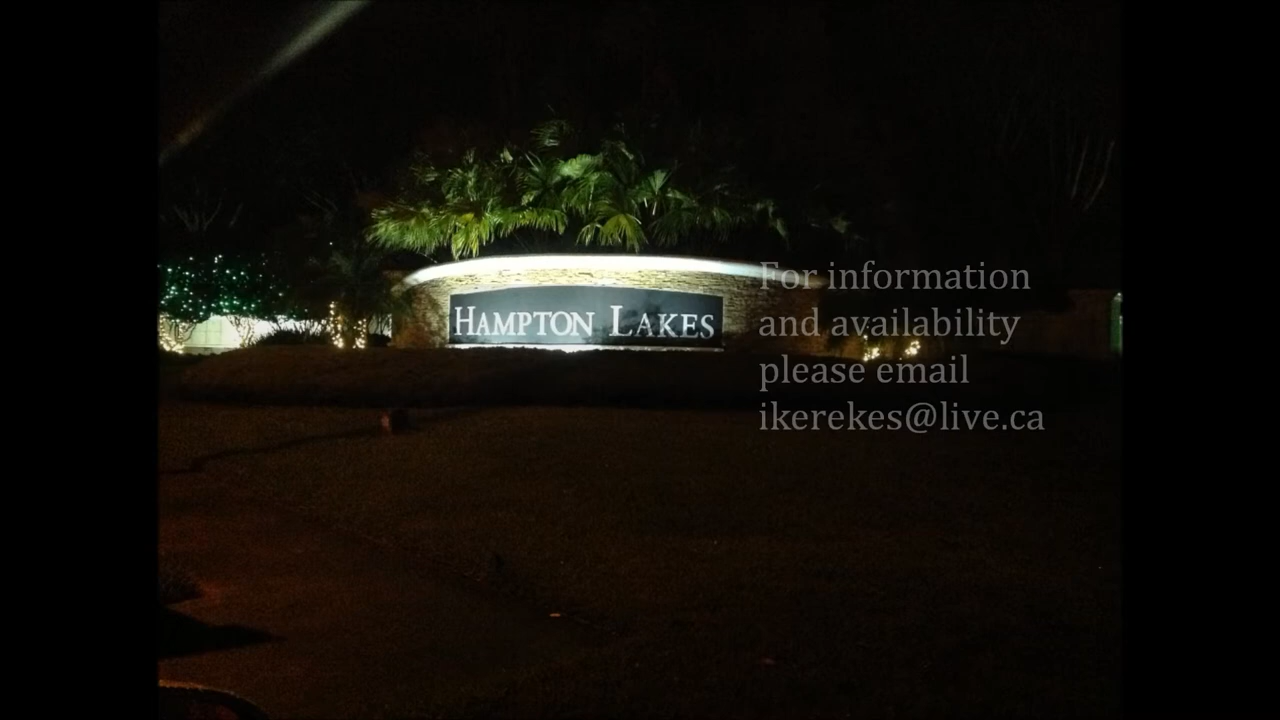 HAMPTON LAKES
For information
and availability
please email
ikerekes@live.ca